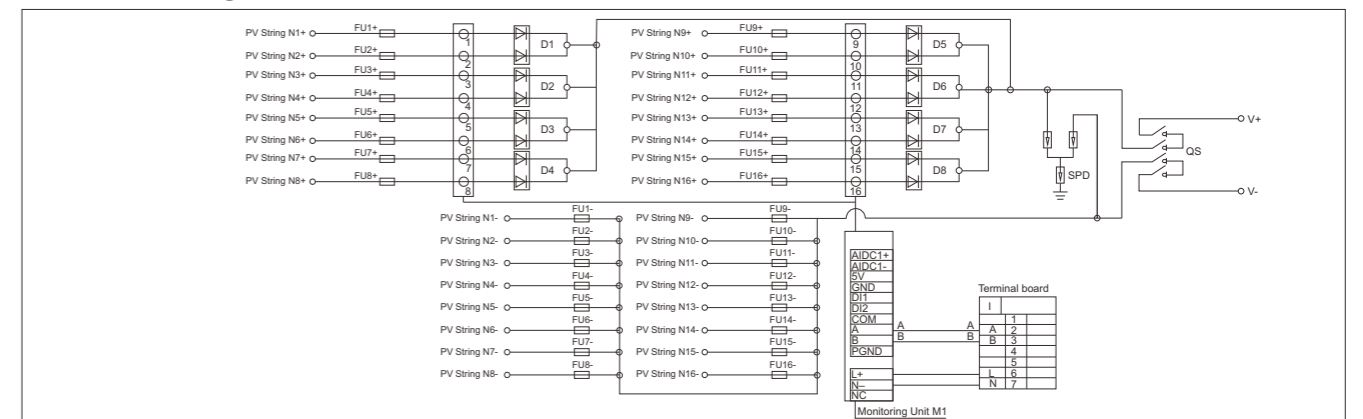 PV String N1+ FU1+ 1 D1 PV String N9+ FU9+ 9 D5
PV String N2+ FU2+ 2 PV String N10+ FU10+ 10
PV String N3+ FU3+ 3 D2 PV String N11+ FU11+ 11 D6
PV String N4+ FU4+ 4 PV String N12+ FU12+ 12
PV String N5+ FU5+ 5 D3 PV String N13+ FU13+ 13 D7
PV String N6+ FU6+ 6 PV String N14+ FU14+ 14
PV String N7+ FU7+ 7 D4 PV String N15+ FU15+ 15 D8
PV String N8+ FU8+ 8 PV String N16+ FU16+ 16
V+
QS
SPD
V-
PV String N1- FU1- PV String N9- FU9-
PV String N2- FU2- PV String N10- FU10-
PV String N3- FU3- PV String N11- FU11-
PV String N4- FU4- PV String N12- FU12-
PV String N5- FU5- PV String N13- FU13-
PV String N6- FU6- PV String N14- FU14-
PV String N7- FU7- PV String N15- FU15-
PV String N8- FU8- PV String N16- FU16-
AIDC1+
AIDC1-
5V
GND
DI1
DI2
COM
A A A
B B B
PGND
L+
N–
NC
Monitoring Unit M1
Terminal board
I
1
A 2
B 3
4
5
L 6
N 7